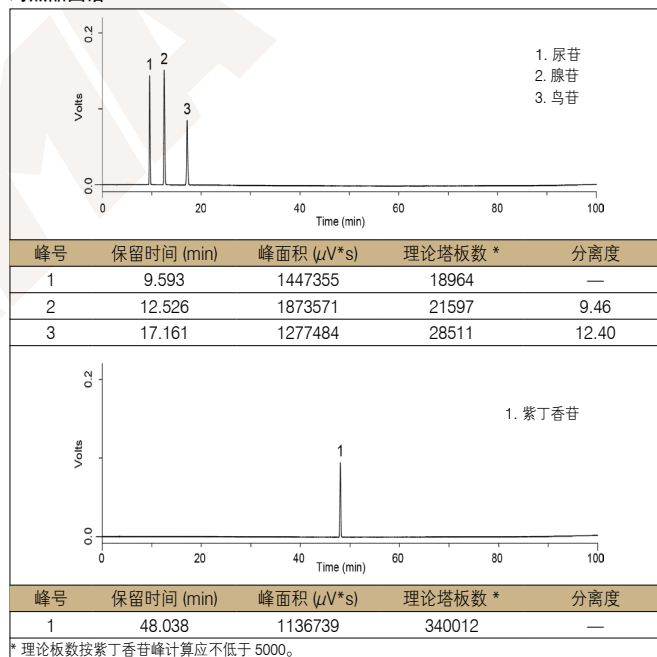 0.2
1 2
3
1. 尿苷
2. 腺苷
3. 鸟苷
Volts
0.0
0 20 40 60 80 100
Time (min)
峰号 保留时间 (min) 峰面积 (μV*s) 理论塔板数 * 分离度
1 9.593 1447355 18964 —
2 12.526 1873571 21597 9.46
3 17.161 1277484 28511 12.40
0.2
1. 紫丁香苷
1
Volts
0.0
0 20 40 60 80 100
Time (min)
峰号 保留时间 (min) 峰面积 (μV*s) 理论塔板数 * 分离度
1 48.038 1136739 340012 —
* 理论板数按紫丁香苷峰计算应不低于 5000。